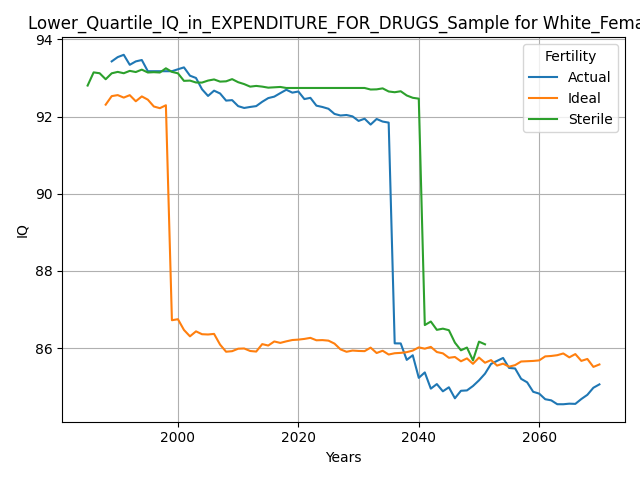 Lower_Quartile_IQ_in_EXPENDITURE_FOR_DRUGS_Sample for White_Fema
94
92
90
88
86
IQ
2000
2020
2040
2060
Years
Fertility
Actual
Ideal
Sterile